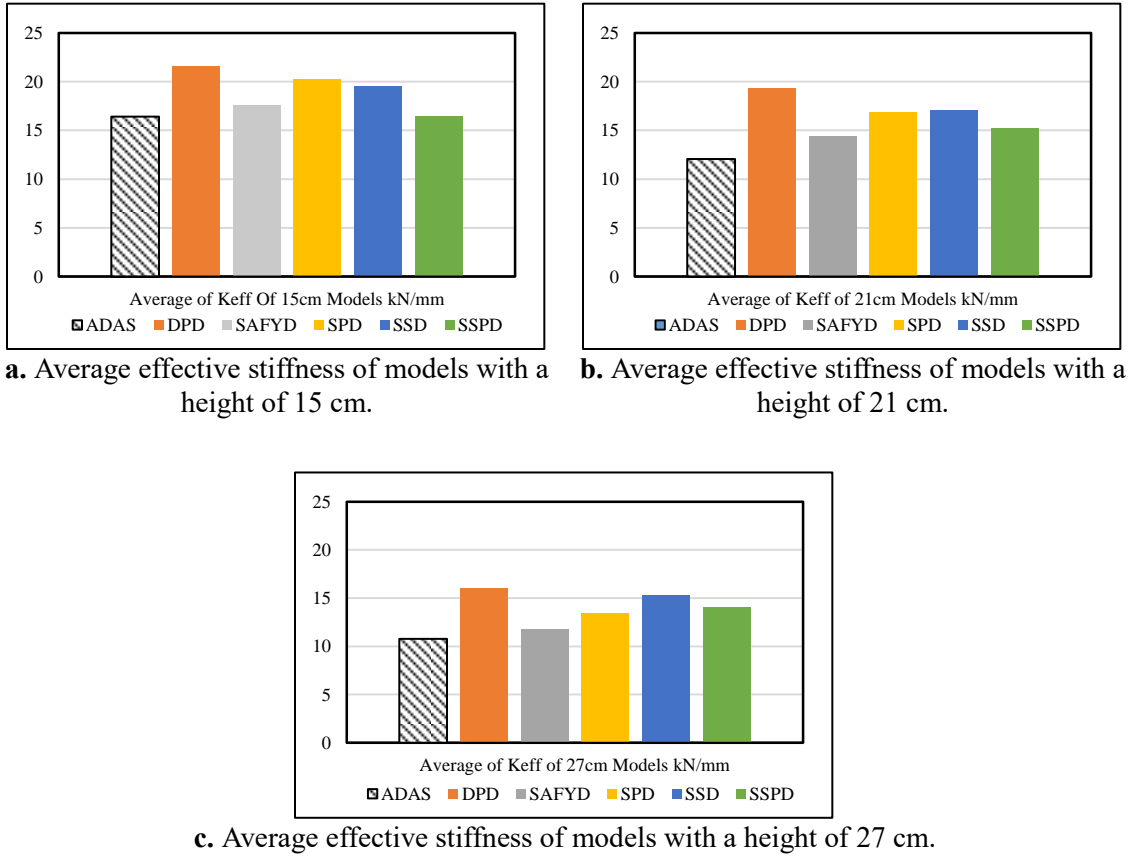 25
20
15
10
5
0
Average of Keff Of 15cm Models kN/mm
ADAS DPD SAFYD SPD SSD SSPD
a. Average effective stiffness of models with a
height of 15 cm.
25
20
15
10
5
0
Average of Keff of 21cm Models kN/mm
ADAS DPD SAFYD SPD SSD SSPD
b. Average effective stiffness of models with a
height of 21 cm.
25
20
15
10
5
0
Average of Keff of 27cm Models kN/mm
ADAS DPD SAFYD SPD SSD SSPD
c. Average effective stiffness of models with a height of 27 cm.